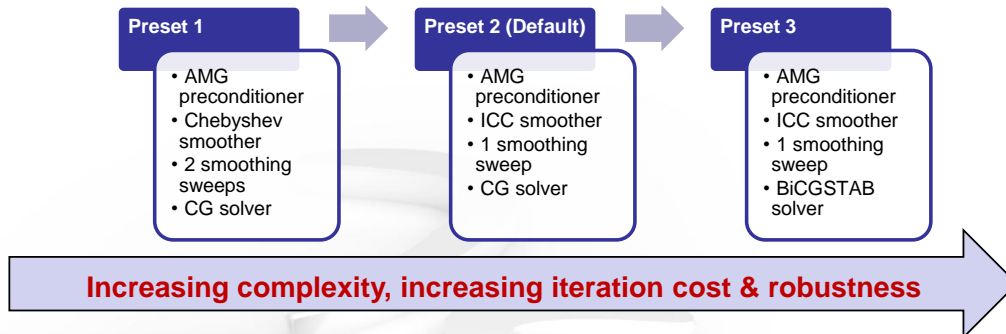 Preset 1
• AMG
preconditioner
• Chebyshev
smoother
• 2 smoothing
sweeps
• CG solver
Preset 2 (Default)
• AMG
preconditioner
• ICC smoother
• 1 smoothing
sweep
• CG solver
Preset 3
• AMG
preconditioner
• ICC smoother
• 1 smoothing
sweep
• BiCGSTAB
solver
Increasing complexity, increasing iteration cost & robustness